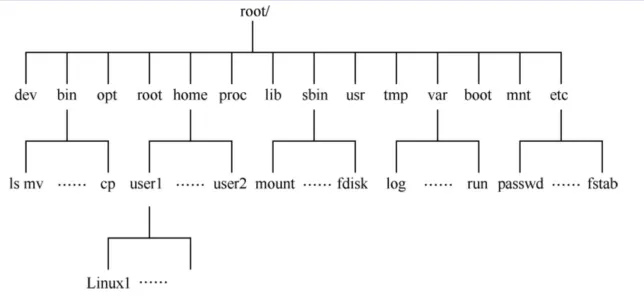 root/
dev bin opt root home proc lib sbin usr tmp var boot mnt etc
ls mv …… cp user1 …… user2 mount …… fdisk log …… run passwd …… fstab
Linux1 ……